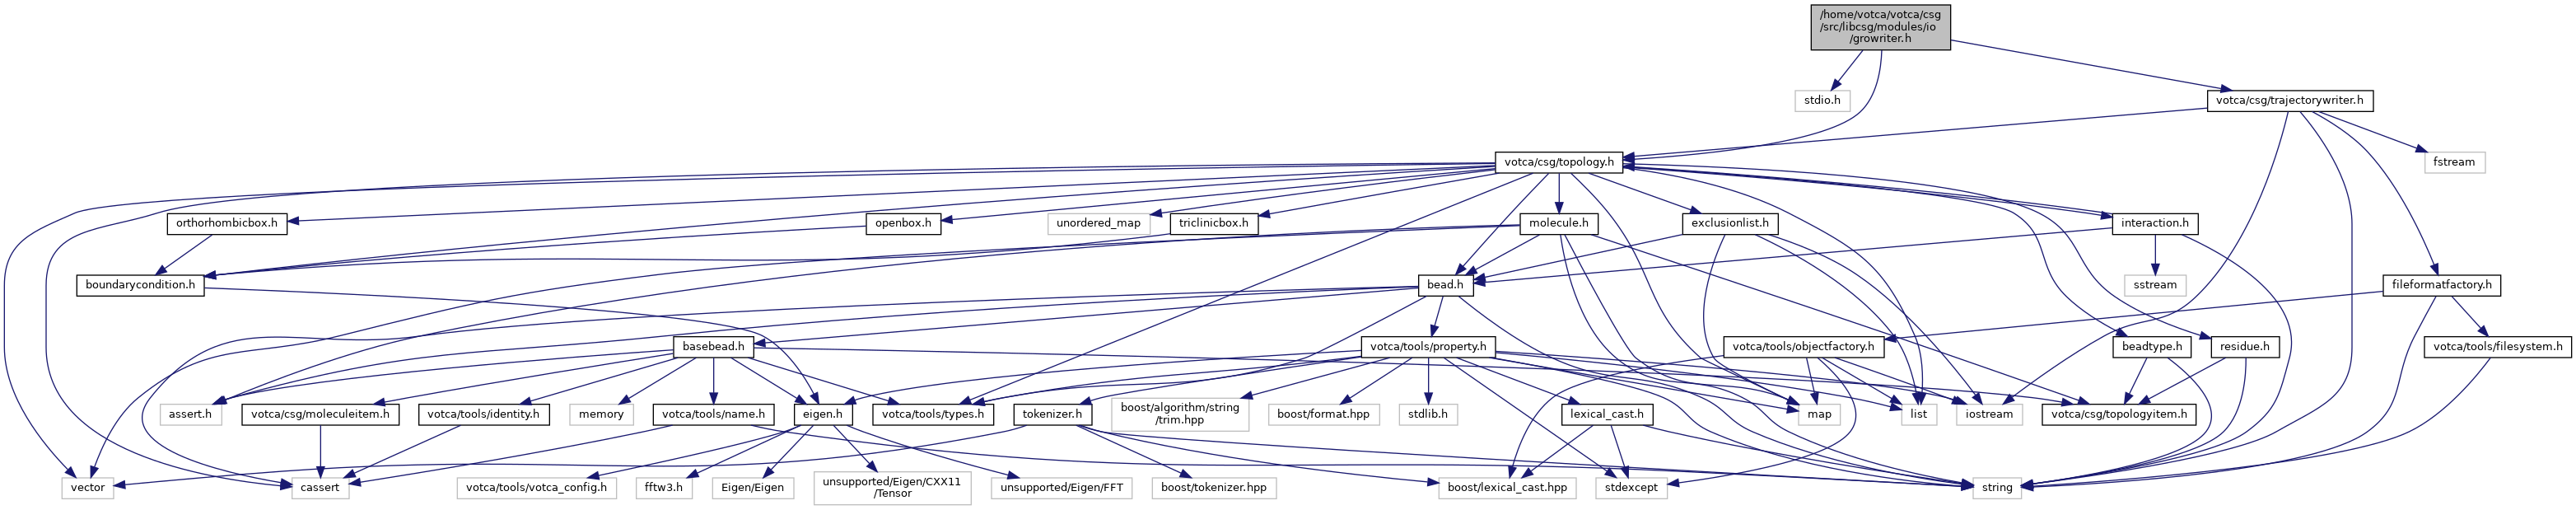 /home/votca/votca/csg
/src/libcsg/modules/io
/growriter.h
stdio.h
votca/csg/trajectorywriter.h
votca/csg/topology.h
fstream
orthorhombicbox.h
openbox.h
unordered_map
triclinicbox.h
molecule.h
exclusionlist.h
interaction.h
boundarycondition.h
bead.h
sstream
fileformatfactory.h
basebead.h
votca/tools/property.h
votca/tools/objectfactory.h
beadtype.h
residue.h
votca/tools/filesystem.h
assert.h
votca/csg/moleculeitem.h
votca/tools/identity.h
memory
votca/tools/name.h
eigen.h
votca/tools/types.h
tokenizer.h
boost/algorithm/string
/trim.hpp
boost/format.hpp
stdlib.h
lexical_cast.h
map
list
iostream
votca/csg/topologyitem.h
vector
cassert
votca/tools/votca_config.h
fftw3.h
Eigen/Eigen
unsupported/Eigen/CXX11
/Tensor
unsupported/Eigen/FFT
boost/tokenizer.hpp
boost/lexical_cast.hpp
stdexcept
string